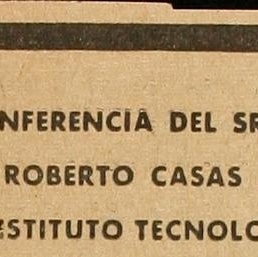 NFERENCIA DEL SR
ROBERTO CASAS
STITUTO TECNOLO